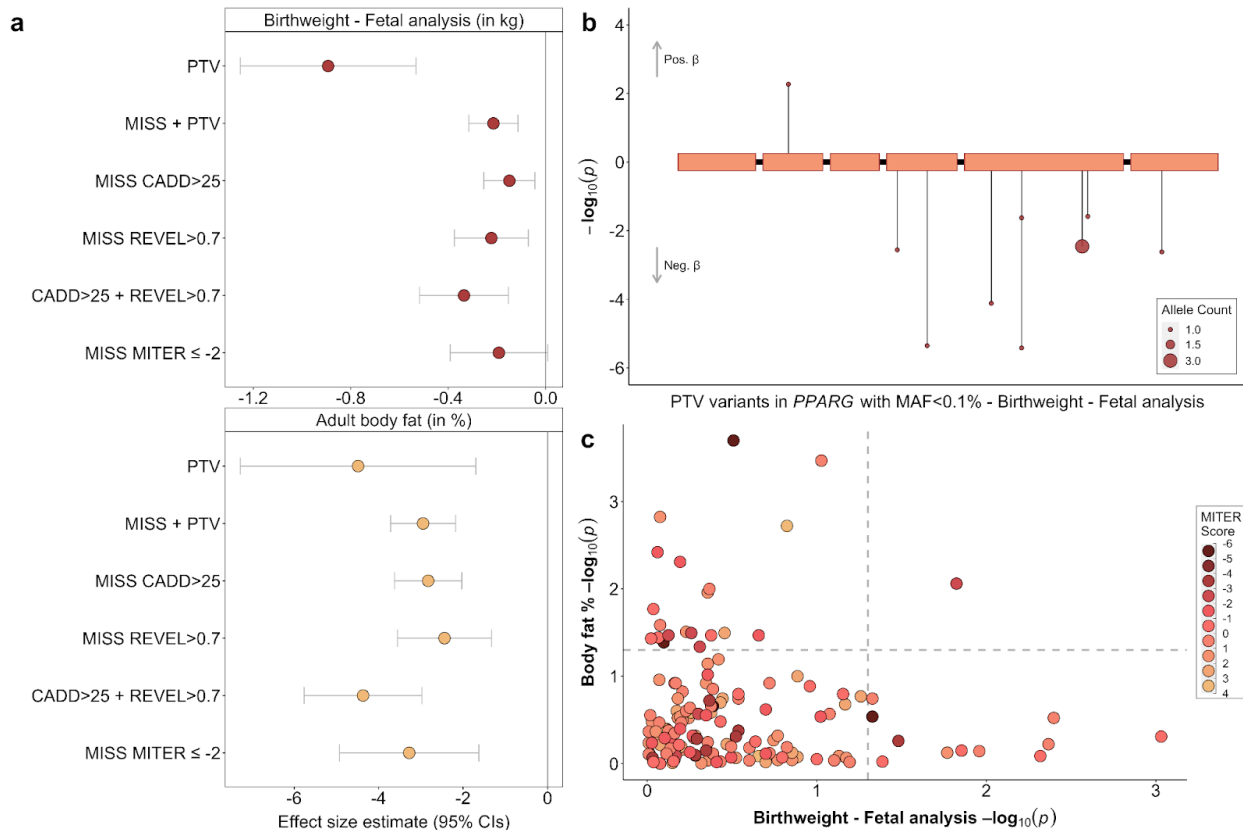 a
Birthweight - Fetal analysis (in kg)
PTV
MISS + PTV
MISS CADD>25
MISS REVEL>0.7
CADD>25 + REVEL>0.7
MISS MITER ≤ -2
-1.2 -0.8 -0.4 0.0
Adult body fat (in %)
PTV
MISS + PTV
MISS CADD>25
MISS REVEL>0.7
CADD>25 + REVEL>0.7
MISS MITER ≤ -2
-6 -4 -2 0
Effect size estimate (95% CIs)
b
4
2
0
-2
-4
-6
−log10(p)
Pos. β
Neg. β
Allele Count
1.0
1.5
3.0
PTV variants in PPARG with MAF<0.1% - Birthweight - Fetal analysis
c
3
2
1
0
Body fat % −log10(p)
0 1 2 3
Birthweight - Fetal analysis −log10(p)
MITER
Score
-6
-5
-4
-3
-2
-1
0
1
2
3
4